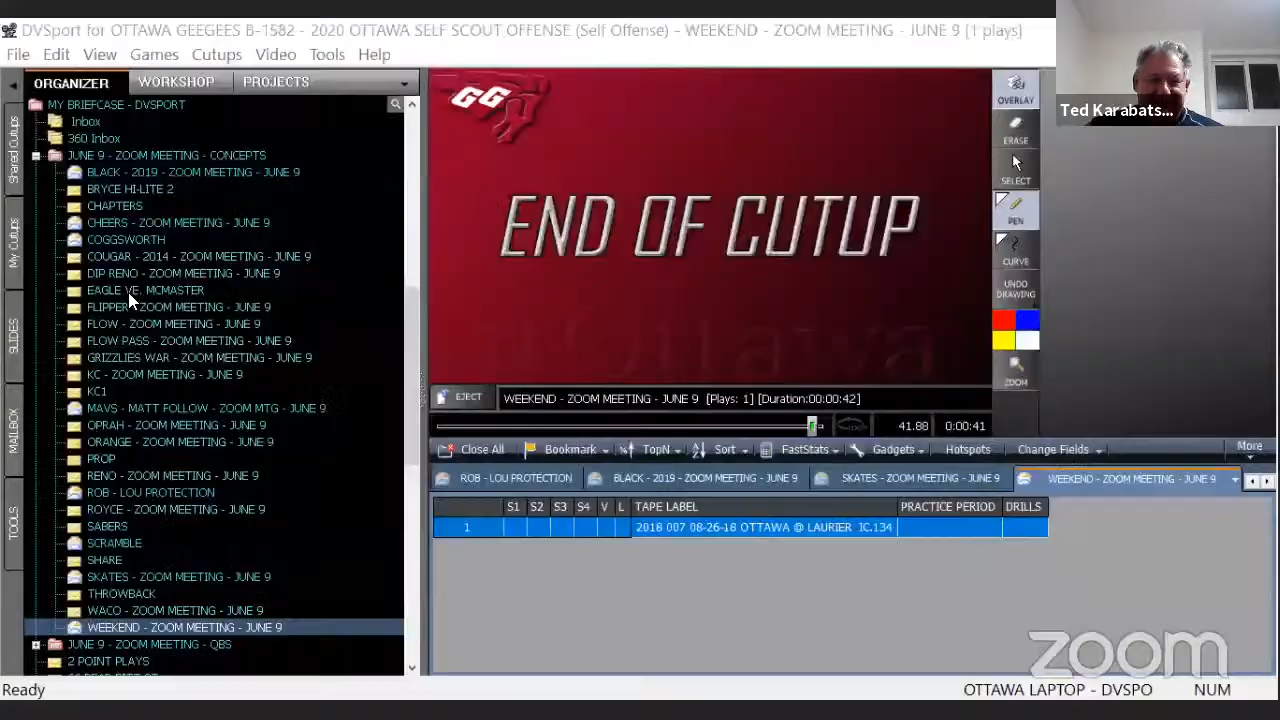 DVSport for OTTAWA GEEGEES B-1582 - 2020 OTTAWA SELF SCOUT OFFENSE (Self Offense) - WEEKEND - ZOOM MEETING - JUNE 9 [1 plays]
File Edit View Games Cutups Video Tools Help
ORGANIZER WORKSHOP PROJECTS
Shared Cutups
My Cutups
SLIDES
MAILBOX
TOOLS
MY BRIEFCASE - DVSPORT
Inbox
360 Inbox
JUNE 9 - ZOOM MEETING - CONCEPTS
BLACK - 2019 - ZOOM MEETING - JUNE 9
BRYCE HI-LITE 2
CHAPTERS
CHEERS - ZOOM MEETING - JUNE 9
COGGSWORTH
COUGAR - 2014 - ZOOM MEETING - JUNE 9
DIP RENO - ZOOM MEETING - JUNE 9
EAGLE MCMASTER
FLIPPER - ZOOM MEETING - JUNE 9
FLOW - ZOOM MEETING - JUNE 9
FLOW PASS - ZOOM MEETING - JUNE 9
GRIZZLIES WAR - ZOOM MEETING - JUNE 9
KC - ZOOM MEETING - JUNE 9
KC1
MAVS - MATT FOLLOW - ZOOM MTG - JUNE 9
OPRAH - ZOOM MEETING - JUNE 9
ORANGE - ZOOM MEETING - JUNE 9
PROP
RENO - ZOOM MEETING - JUNE 9
ROB - LOU PROTECTION
ROYCE - ZOOM MEETING - JUNE 9
SABERS
SCRAMBLE
SHARE
SKATES - ZOOM MEETING - JUNE 9
THROWBACK
WACO - ZOOM MEETING - JUNE 9
WEEKEND - ZOOM MEETING - JUNE 9
JUNE 9 - ZOOM MEETING - QBS
2 POINT PLAYS
GG
END OF CUTUP
OVERLAY
ERASE
SELECT
PEN
CURVE
UNDO
DRAWING
ZOOM
Ted Karabats...
EJECT WEEKEND - ZOOM MEETING - JUNE 9 [Plays: 1] [Duration:00:00:42]
41.88 0:00:41
Close All Bookmark TopN Sort FastStats Gadgets Hotspots Change Fields More
ROB - LOU PROTECTION BLACK - 2019 - ZOOM MEETING - JUNE 9 SKATES - ZOOM MEETING - JUNE 9 WEEKEND - ZOOM MEETING - JUNE 9
S1 S2 S3 S4 V L TAPE LABEL PRACTICE PERIOD DRILLS
1 2018 007 08-26-18 OTTAWA @ LAURIER IC.134
zoom
Ready OTTAWA LAPTOP - DVSPO NUM